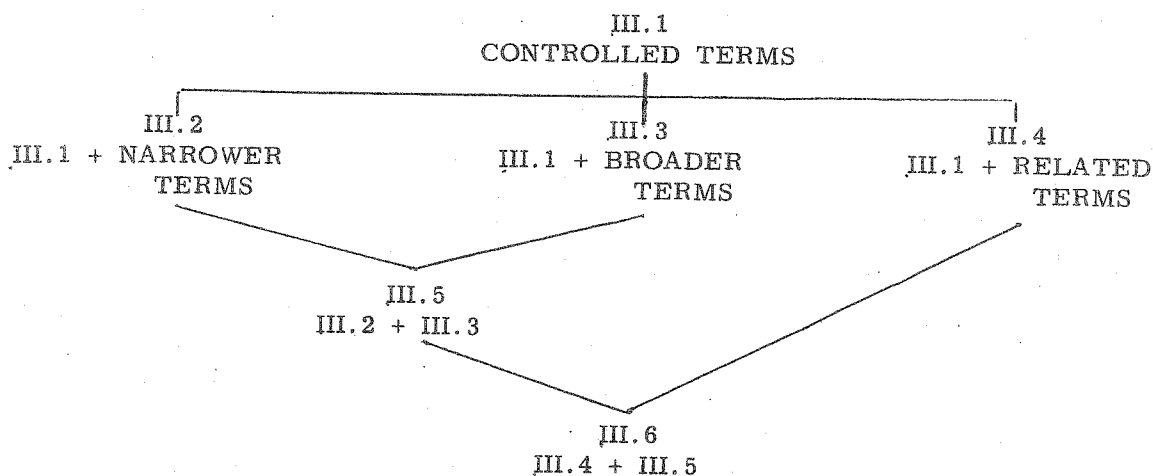 III.1
CONTROLLED TERMS
III.2
III.1 + NARROWER
TERMS
III.3
III.1 + BROADER
TERMS
III.4
III.1 + RELATED
TERMS
III.5
III.2 + III.3
III.6
III.4 + III.5